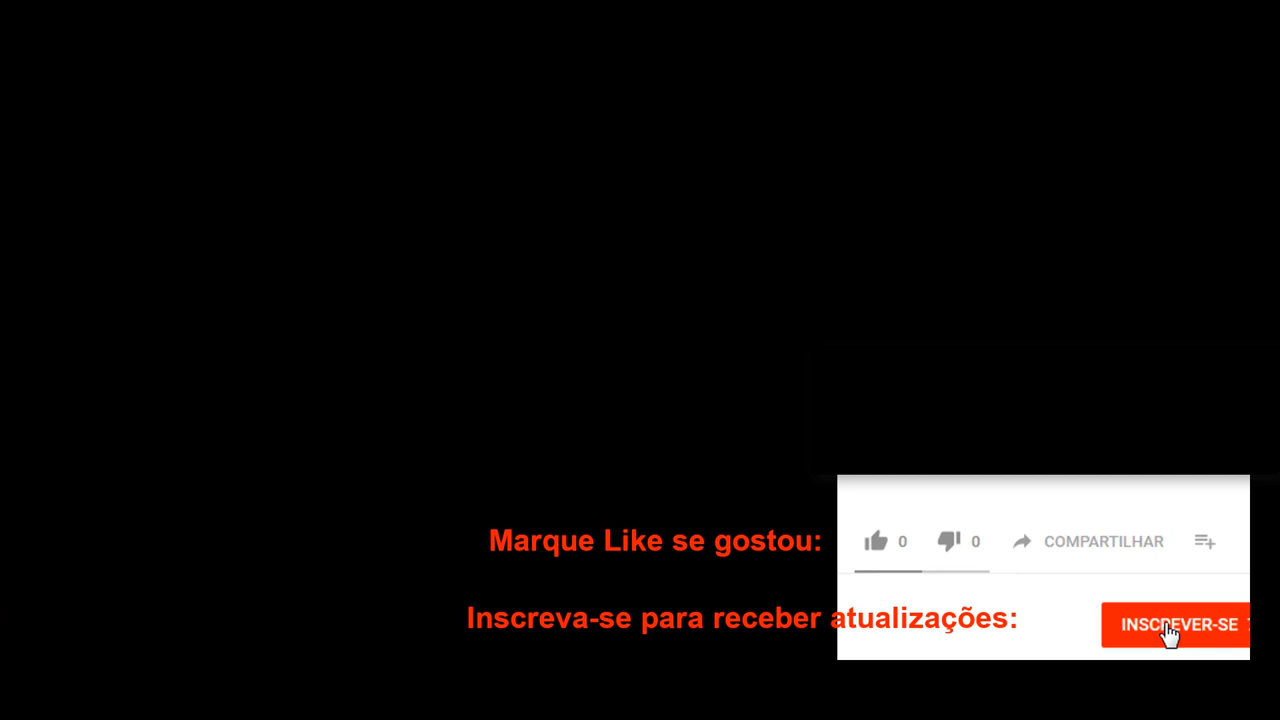 Marque Like se gostou:
0 0 COMPARTILHAR
Inscreva-se para receber atualizações:
INSCREVER-SE